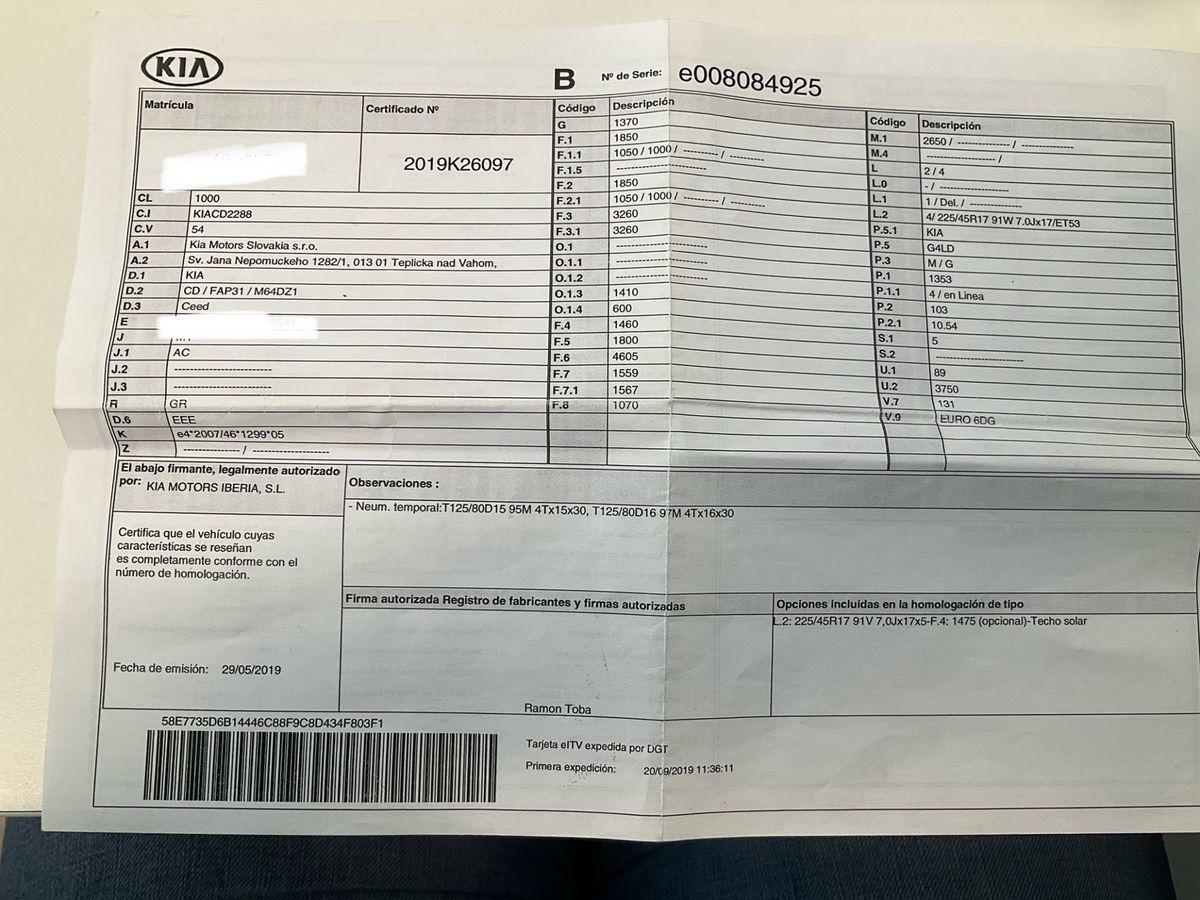 KIA
B Nº de Serie: e008084925
Matrícula
Certificado Nº
2019K26097
CL 1000
C.I KIACD2288
C.V 54
A.1 Kia Motors Slovakia s.r.o.
A.2 Sv. Jana Nepomuckeho 1282/1, 013 01 Teplicka nad Vahom,
D.1 KIA
D.2 CD / FAP31 / M64DZ1
D.3 Ceed
E
J
J.1 AC
J.2 ------------------------
J.3 ------------------------
R GR
D.6 EEE
K e4*2007/46*1299*05
Z -------------- / -------------------
Código Descripción
G 1370
F.1 1850
F.1.1 1050 / 1000 / --------- / ---------
F.1.5 ------------------------
F.2 1850
F.2.1 1050 / 1000 / --------- / ---------
F.3 3260
F.3.1 3260
O.1 ------------------------
O.1.1 ------------------------
O.1.2 ------------------------
O.1.3 1410
O.1.4 600
F.4 1460
F.5 1800
F.6 4605
F.7 1559
F.7.1 1567
F.8 1070
Código Descripción
M.1 2650 / -------------- / --------------
M.4 ------------------ /
L 2 / 4
L.0 - / ------------------
L.1 1 / Del. / --------------
L.2 4/ 225/45R17 91W 7.0Jx17/ET53
P.5.1 KIA
P.5 G4LD
P.3 M / G
P.1 1353
P.1.1 4 / en Linea
P.2 103
P.2.1 10.54
S.1 5
S.2 ------------------------
U.1 89
U.2 3750
V.7 131
V.9 EURO 6DG
El abajo firmante, legalmente autorizado
por: KIA MOTORS IBERIA, S.L.
Certifica que el vehículo cuyas
características se reseñan
es completamente conforme con el
número de homologación.
Fecha de emisión: 29/05/2019
Observaciones :
- Neum. temporal:T125/80D15 95M 4Tx15x30, T125/80D16 97M 4Tx16x30
Firma autorizada Registro de fabricantes y firmas autorizadas
Ramon Toba
Opciones incluidas en la homologación de tipo
L.2: 225/45R17 91V 7,0Jx17x5-F.4: 1475 (opcional)-Techo solar
58E7735D6B14446C88F9C8D434F803F1
Tarjeta eITV expedida por DGT
Primera expedición: 20/09/2019 11:36:11